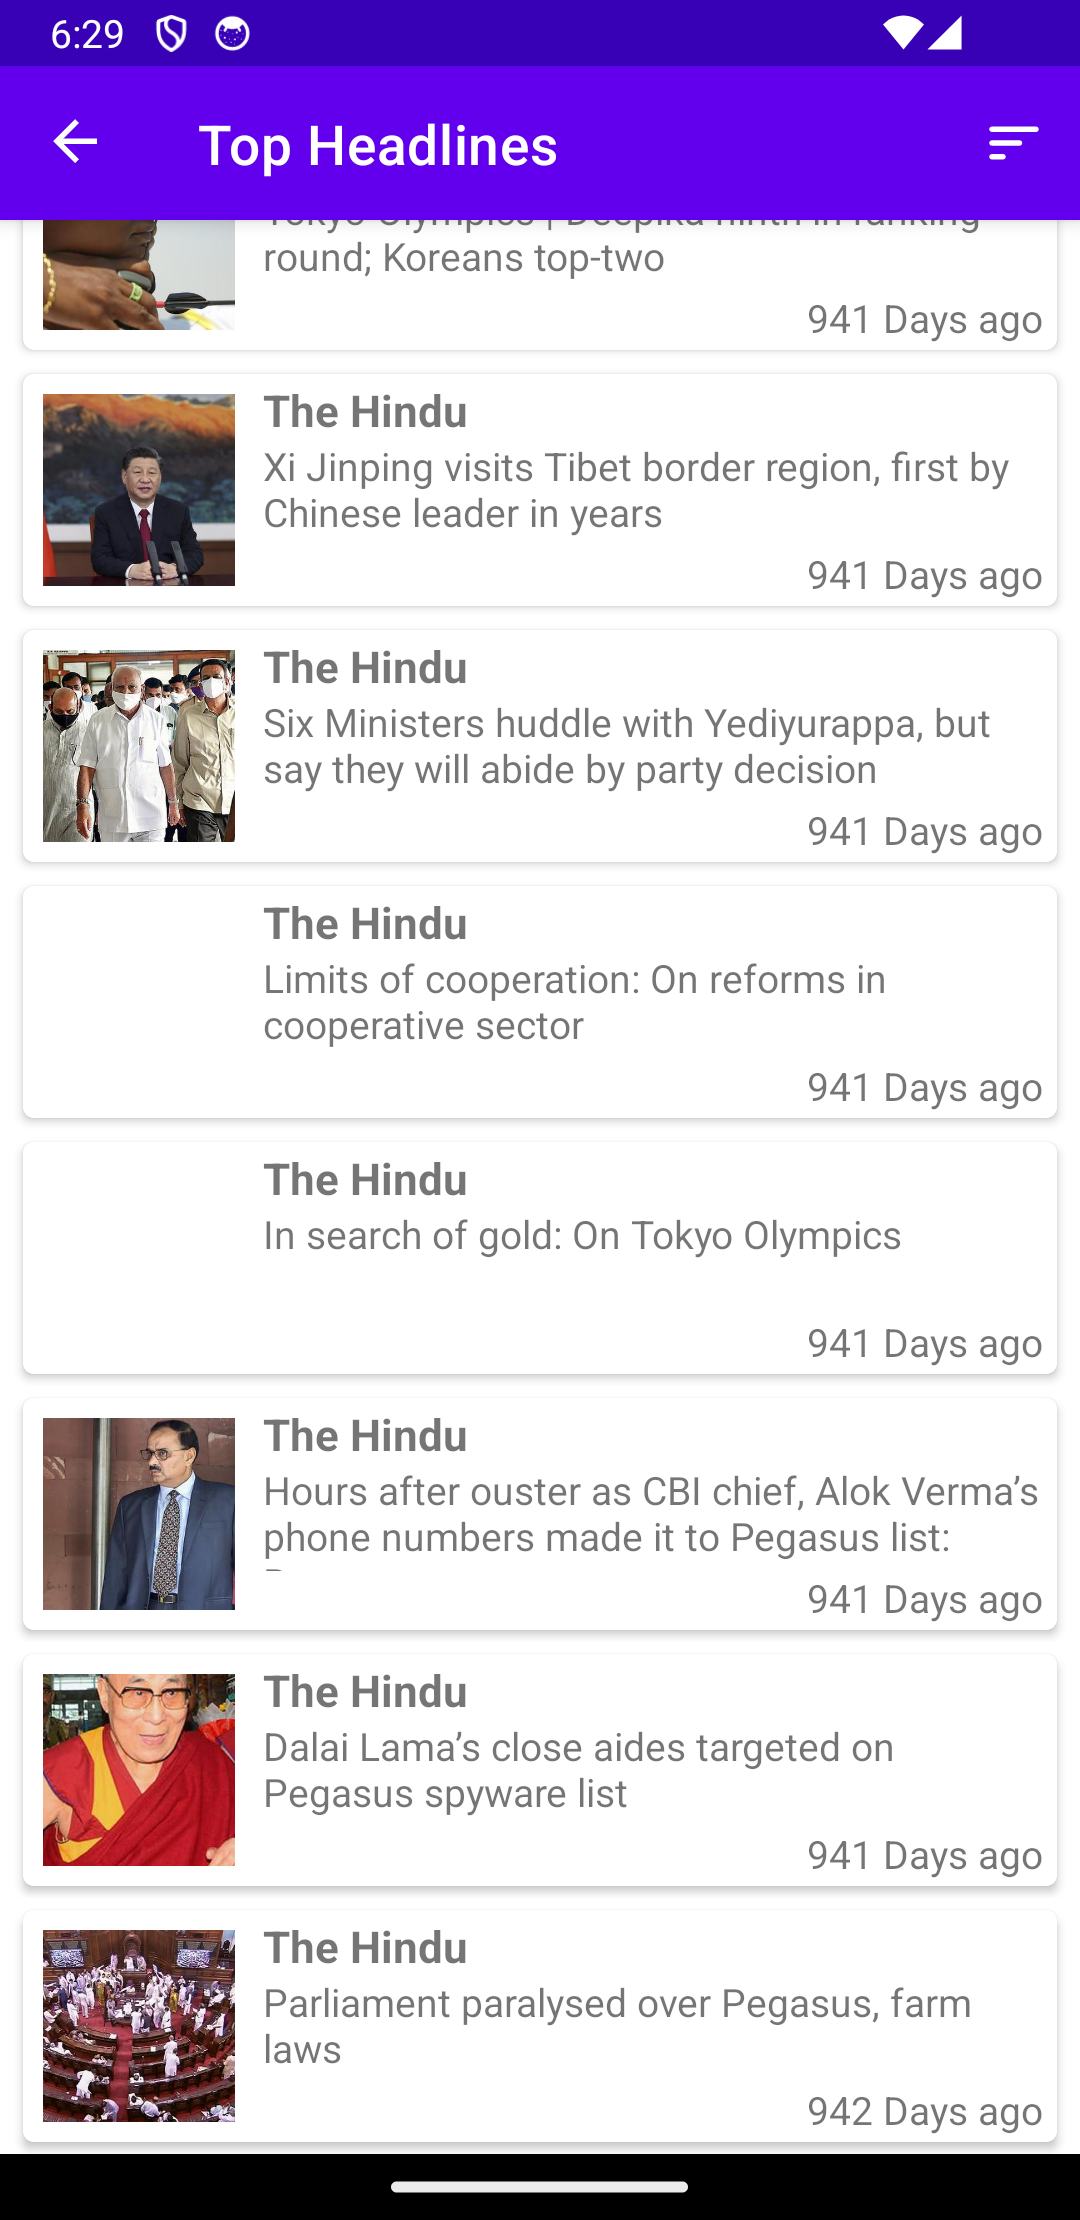 6:29
Top Headlines
Tokyo Olympics | Deepika ninth in ranking
round; Koreans top-two
941 Days ago
The Hindu
Xi Jinping visits Tibet border region, first by
Chinese leader in years
941 Days ago
The Hindu
Six Ministers huddle with Yediyurappa, but
say they will abide by party decision
941 Days ago
The Hindu
Limits of cooperation: On reforms in
cooperative sector
941 Days ago
The Hindu
In search of gold: On Tokyo Olympics
941 Days ago
The Hindu
Hours after ouster as CBI chief, Alok Verma’s
phone numbers made it to Pegasus list:
941 Days ago
The Hindu
Dalai Lama’s close aides targeted on
Pegasus spyware list
941 Days ago
The Hindu
Parliament paralysed over Pegasus, farm
laws
942 Days ago